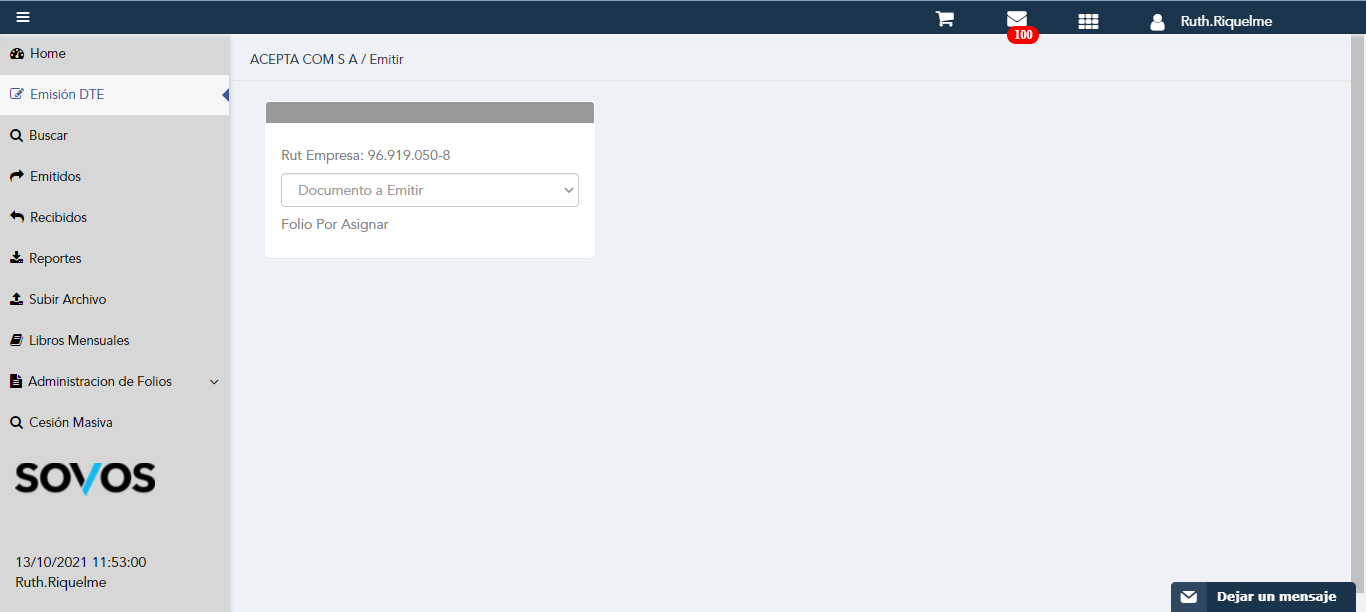 100
Ruth.Riquelme
Home
Emisión DTE
Buscar
Emitidos
Recibidos
Reportes
Subir Archivo
Libros Mensuales
Administracion de Folios
Cesión Masiva
SOVOS
13/10/2021 11:53:00
Ruth.Riquelme
ACEPTA COM S A / Emitir
Rut Empresa: 96.919.050-8
Documento a Emitir
Folio Por Asignar
Dejar un mensaje